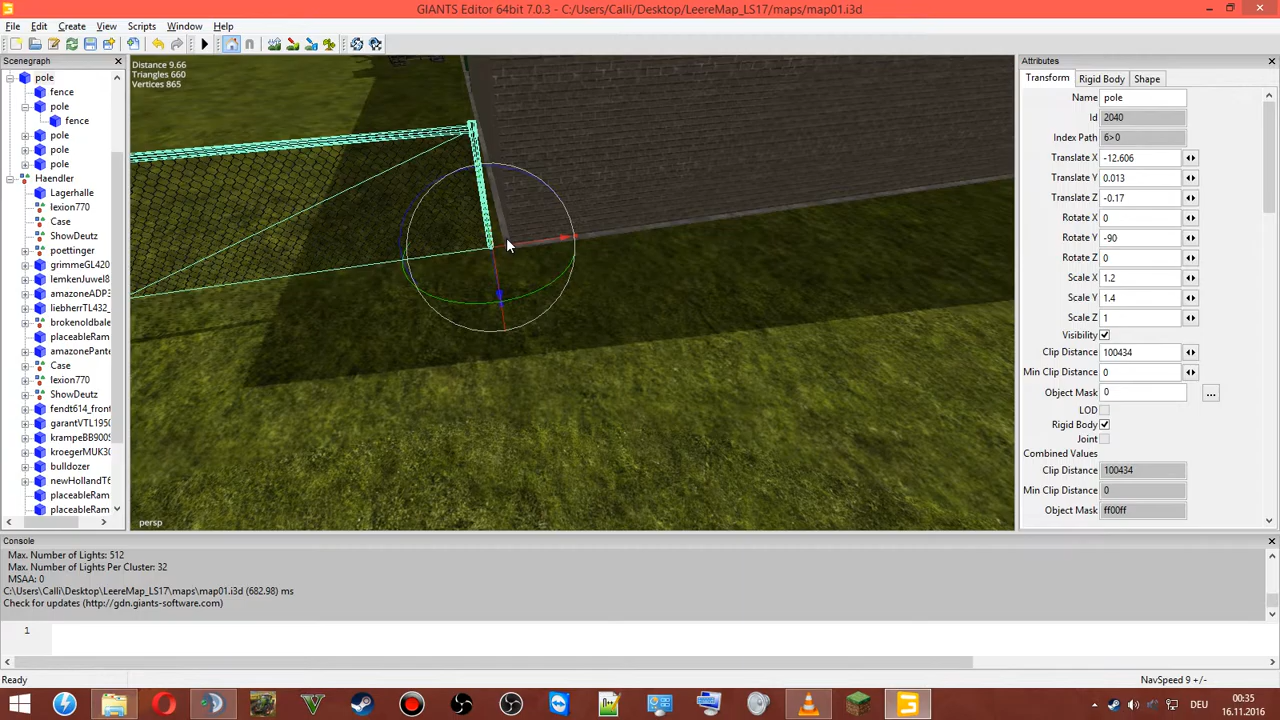 GIANTS Editor 64bit 7.0.3 - C:/Users/Calli/Desktop/LeereMap_LS17/maps/map01.i3d
File Edit View Create Scripts Window Help
Scenegraph
pole
fence
pole
fence
pole
pole
pole
Haendler
Lagerhalle
lexion770
Case
ShowDeutz
poettinger
grimmeGL420
lemkenJuwel8
amazoneADP3
liebherrTL432_
brokenoldbale
placeableRam
amazonePante
Case
lexion770
ShowDeutz
fendt614_front
garantVTL1950
krampeBB900S
kroegerMUK30
bulldozer
newHollandT6
placeableRam
placeableRam
Distance 9.66
Triangles 660
Vertices 865
persp
Attributes
Transform Rigid Body Shape
Name pole
Id 2040
Index Path 6>0
Translate X -12.606
Translate Y 0.013
Translate Z -0.17
Rotate X 0
Rotate Y -90
Rotate Z 0
Scale X 1.2
Scale Y 1.4
Scale Z 1
Visibility
Clip Distance 100434
Min Clip Distance 0
Object Mask 0 ...
LOD
Rigid Body
Joint
Combined Values
Clip Distance 100434
Min Clip Distance 0
Object Mask ff00ff
Console
Max. Number of Lights: 512
Max. Number of Lights Per Cluster: 32
MSAA: 0
C:\Users\Calli\Desktop\LeereMap_LS17\maps\map01.i3d (682.98) ms
Check for updates (http://gdn.giants-software.com)
1
Ready
NavSpeed 9 +/-
DEU
00:35
16.11.2016